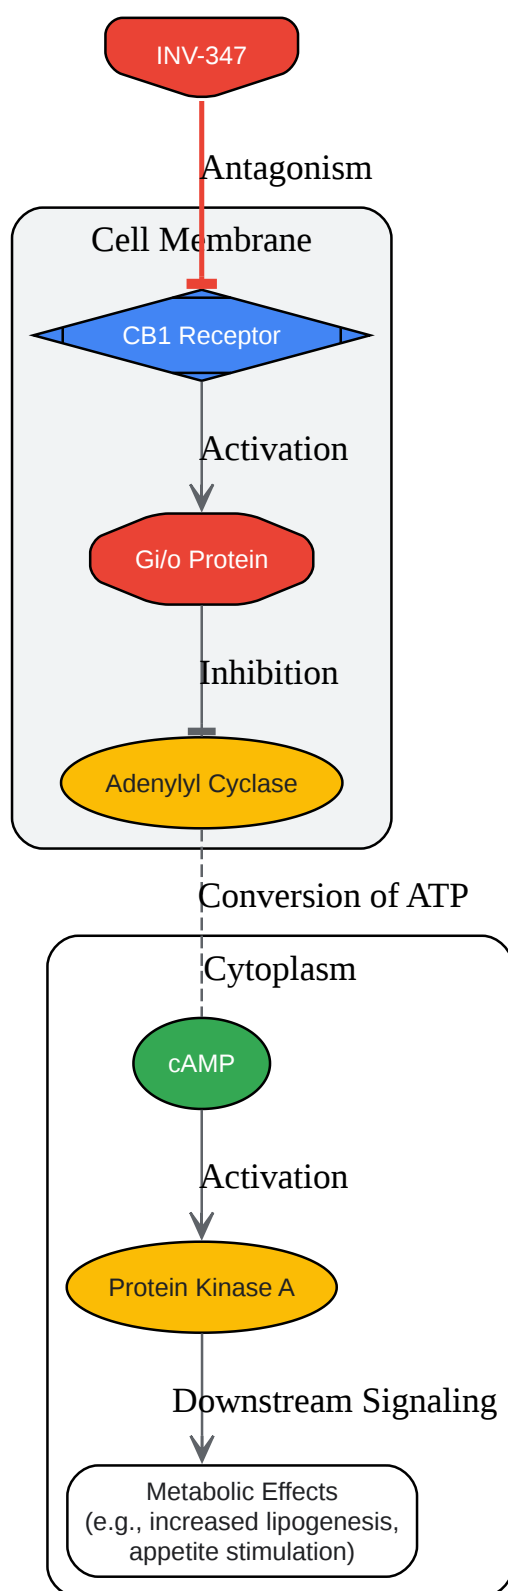 INV-347
Antagonism
Cell Membrane
CB1 Receptor
Activation
Gi/o Protein
Inhibition
Adenylyl Cyclase
Conversion of ATP
Cytoplasm
cAMP
Activation
Protein Kinase A
Downstream Signaling
Metabolic Effects
(e.g., increased lipogenesis,
appetite stimulation)